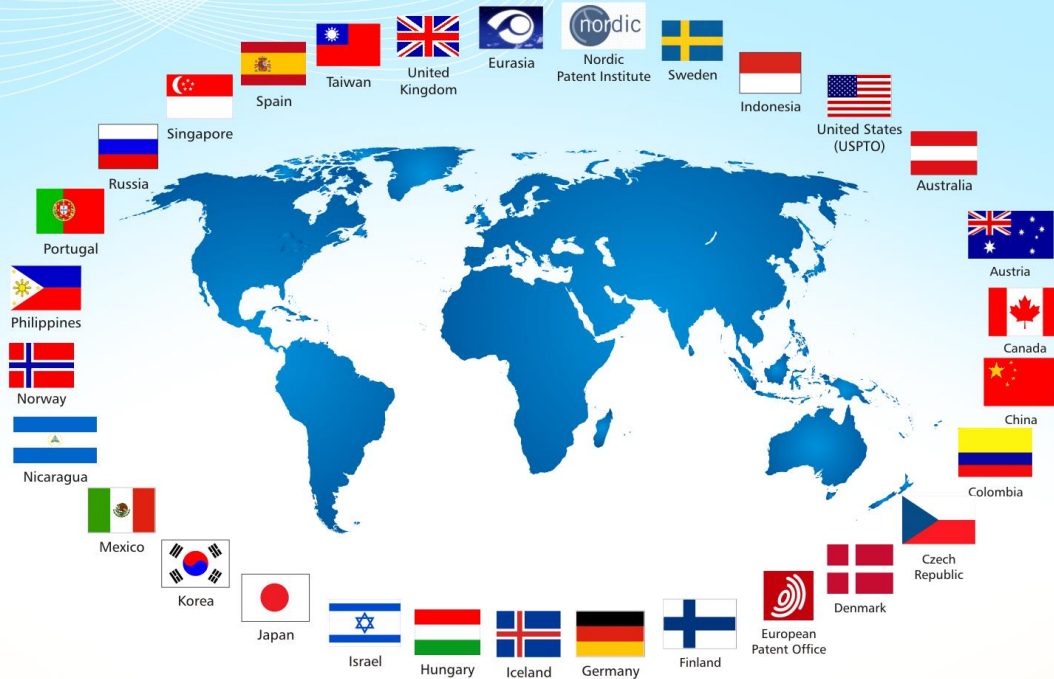 nordic
Eurasia
Nordic
Patent Institute
Sweden
Indonesia
United States
(USPTO)
Australia
Austria
Canada
China
Colombia
Czech
Republic
Denmark
European
Patent Office
Finland
Germany
Iceland
Hungary
Israel
Japan
Korea
Mexico
Nicaragua
Norway
Philippines
Portugal
Russia
Singapore
Spain
Taiwan
United
Kingdom